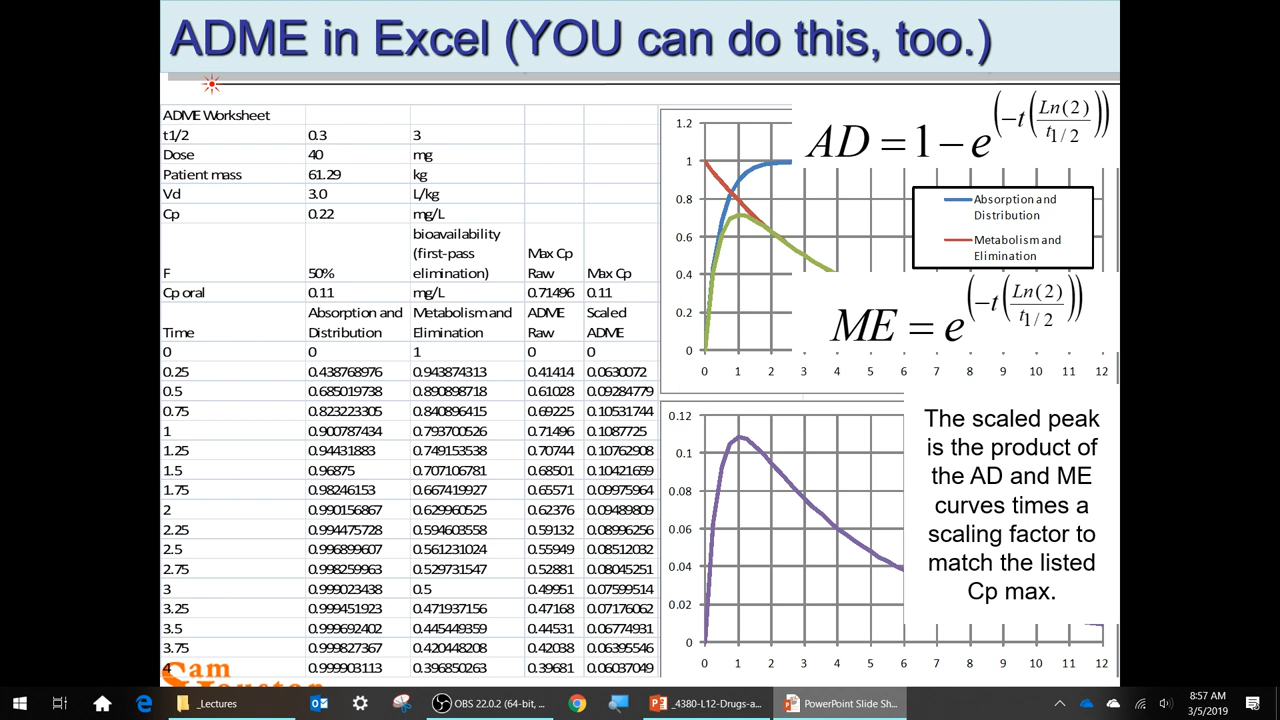 ADME in Excel (YOU can do this, too.)
ADME Worksheet
t1/2 0.3 3
Dose 40 mg
Patient mass 61.29 kg
Vd 3.0 L/kg
Cp 0.22 mg/L
F 50% bioavailability (first-pass elimination) Max Cp Raw Max Cp
Cp oral 0.11 mg/L 0.71496 0.11
Time Absorption and Distribution Metabolism and Elimination ADME Raw Scaled ADME
0 0 1 0 0
0.25 0.438768976 0.943874313 0.41414 0.0630072
0.5 0.685019738 0.890898718 0.61028 0.09284779
0.75 0.823223305 0.840896415 0.69225 0.10531744
1 0.900787434 0.793700526 0.71496 0.1087725
1.25 0.94431883 0.749153538 0.70744 0.10762908
1.5 0.96875 0.707106781 0.68501 0.10421659
1.75 0.98246153 0.667419927 0.65571 0.09975964
2 0.990156867 0.629960525 0.62376 0.09489809
2.25 0.994475728 0.594603558 0.59132 0.08996256
2.5 0.996899607 0.561231024 0.55949 0.08512032
2.75 0.998259963 0.529731547 0.52881 0.08045251
3 0.999023438 0.5 0.49951 0.07599514
3.25 0.999451923 0.471937156 0.47168 0.07176062
3.5 0.999692402 0.445449359 0.44531 0.06774931
3.75 0.999827367 0.420448208 0.42038 0.06395546
4 0.999903113 0.396850263 0.39681 0.06037049
am
1.2
1
0.8
0.6
0.4
0.2
0
0 1 2 3 4 5 6 7 8 9 10 11 12
AD = 1 − e^(−t(Ln(2)/t1/2))
Absorption and
Distribution
Metabolism and
Elimination
ME = e^(−t(Ln(2)/t1/2))
0.12
0.1
0.08
0.06
0.04
0.02
0
0 1 2 3 4 5 6 7 8 9 10 11 12
The scaled peak
is the product of
the AD and ME
curves times a
scaling factor to
match the listed
Cp max.
_Lectures
OBS 22.0.2 (64-bit, ...
_4380-L12-Drugs-a...
PowerPoint Slide Sh...
8:57 AM
3/5/2019